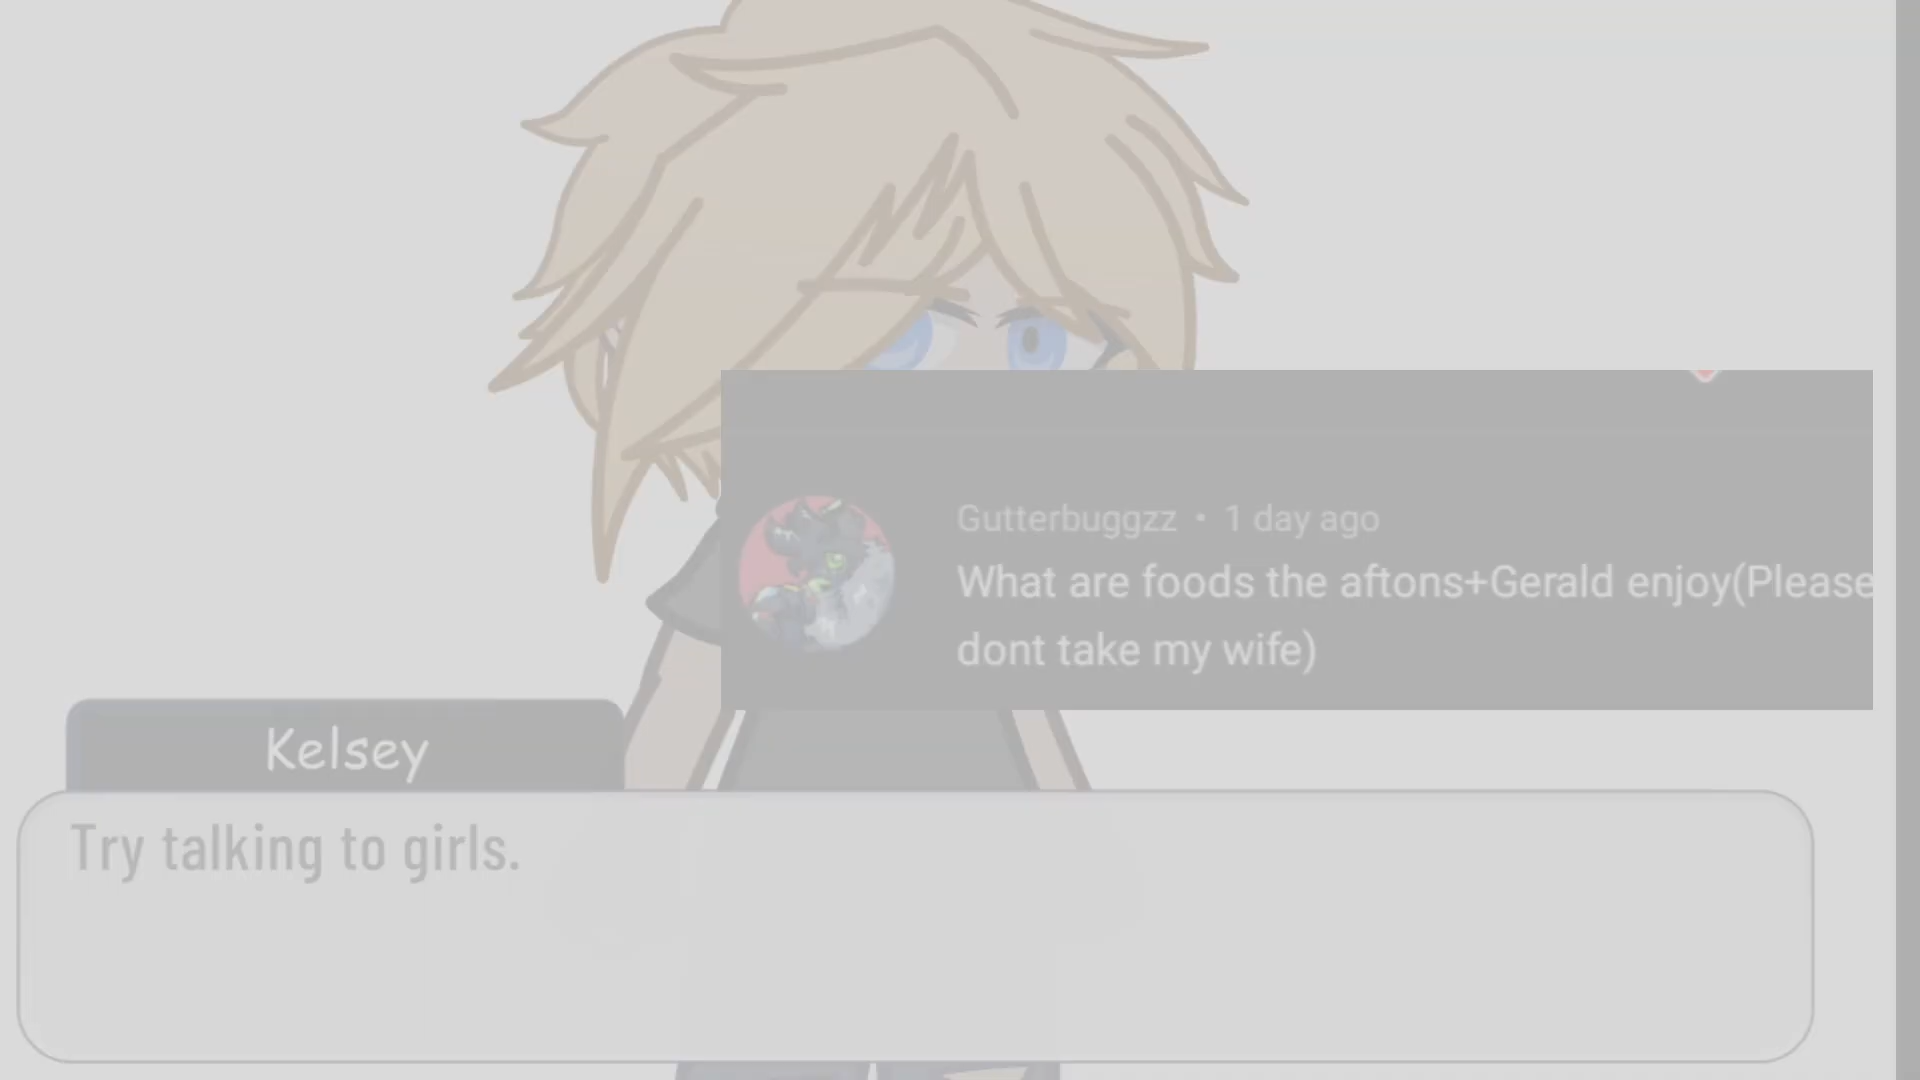 Gutterbuggzz • 1 day ago
What are foods the aftons+Gerald enjoy(Please
dont take my wife)
Kelsey
Try talking to girls.